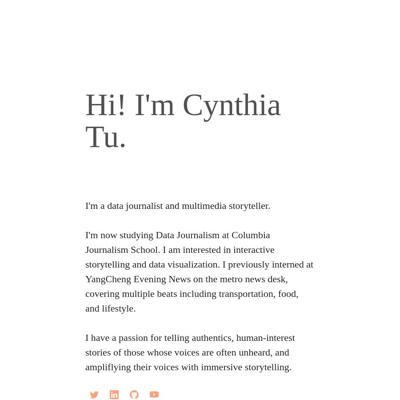 Hi! I'm Cynthia
Tu.
I'm a data journalist and multimedia storyteller.
I'm now studying Data Journalism at Columbia
Journalism School. I am interested in interactive
storytelling and data visualization. I previously interned at
YangCheng Evening News on the metro news desk,
covering multiple beats including transportation, food,
and lifestyle.
I have a passion for telling authentics, human-interest
stories of those whose voices are often unheard, and
ampliflying their voices with immersive storytelling.